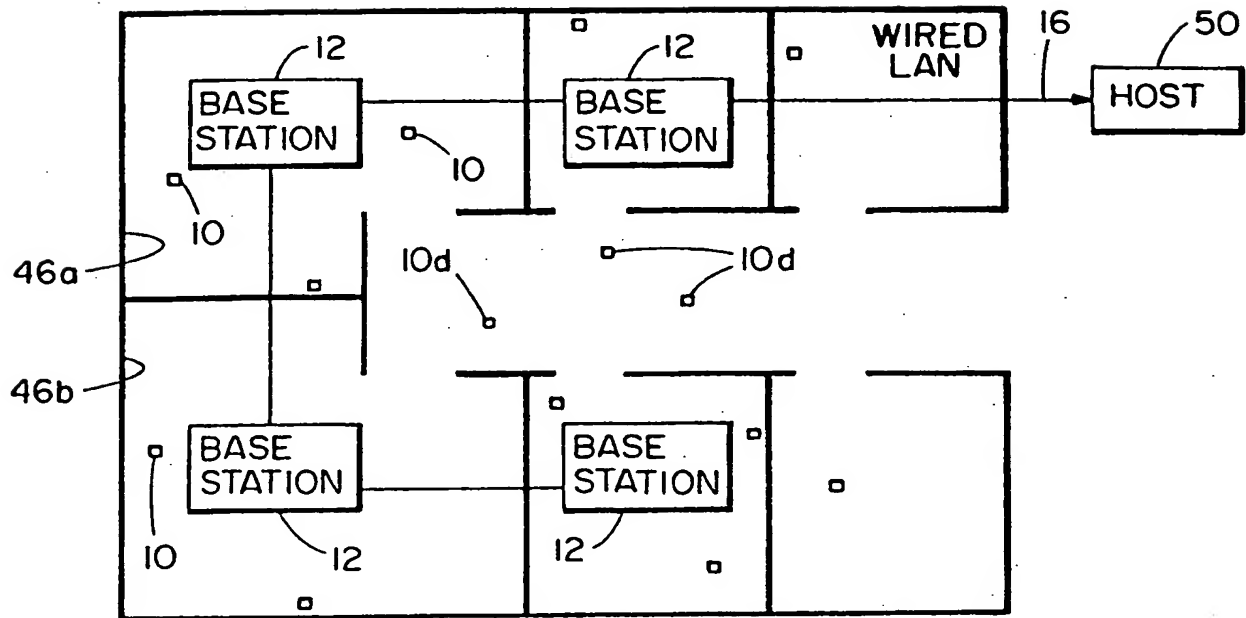 12
12
WIRED
LAN
16
50
BASE
STATION
BASE
STATION
HOST
10
10
46a
10d
10d
46b
BASE
STATION
BASE
STATION
10
12
12